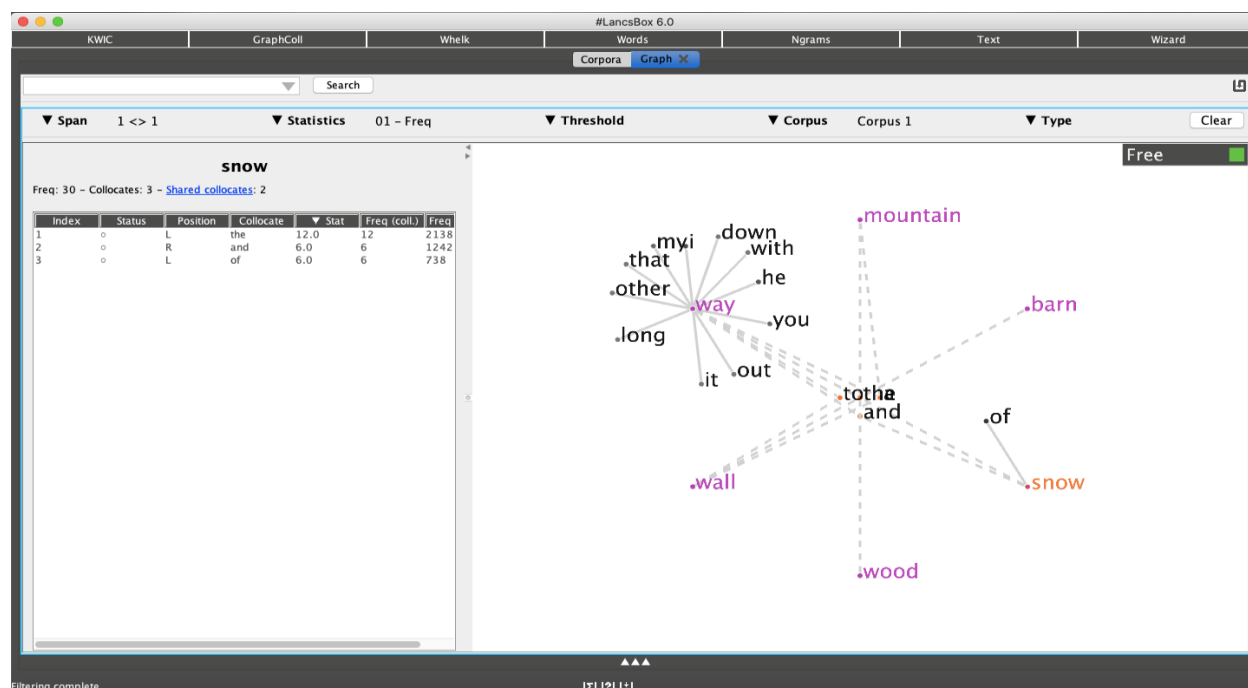 #LancsBox 6.0
KWIC GraphColl Whelk Words Ngrams Text Wizard
Corpora Graph
Search
▼ Span 1 <> 1 ▼ Statistics 01 - Freq ▼ Threshold ▼ Corpus Corpus 1 ▼ Type Clear
Free
snow
Freq: 30 - Collocates: 3 - Shared collocates: 2
Index Status Position Collocate ▼ Stat Freq (coll.) Freq
1 o L the 12.0 12 2138
2 o R and 6.0 6 1242
3 o L of 6.0 6 738
mountain
down
my i
with
that
he
other
way
barn
you
long
out
it
to the a
and
of
wall
snow
wood
Filtering complete